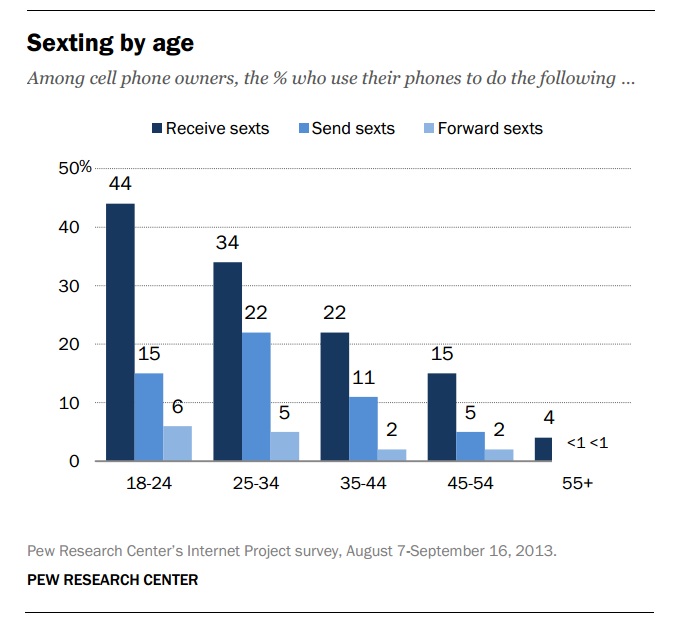 Sexting by age
Among cell phone owners, the % who use their phones to do the following ...
Receive sexts Send sexts Forward sexts
50%
44
40
34
30
22 22
20
15 15
11
10
6 5 5 4
2 2 <1 <1
0
18-24 25-34 35-44 45-54 55+
Pew Research Center's Internet Project survey, August 7-September 16, 2013.
PEW RESEARCH CENTER